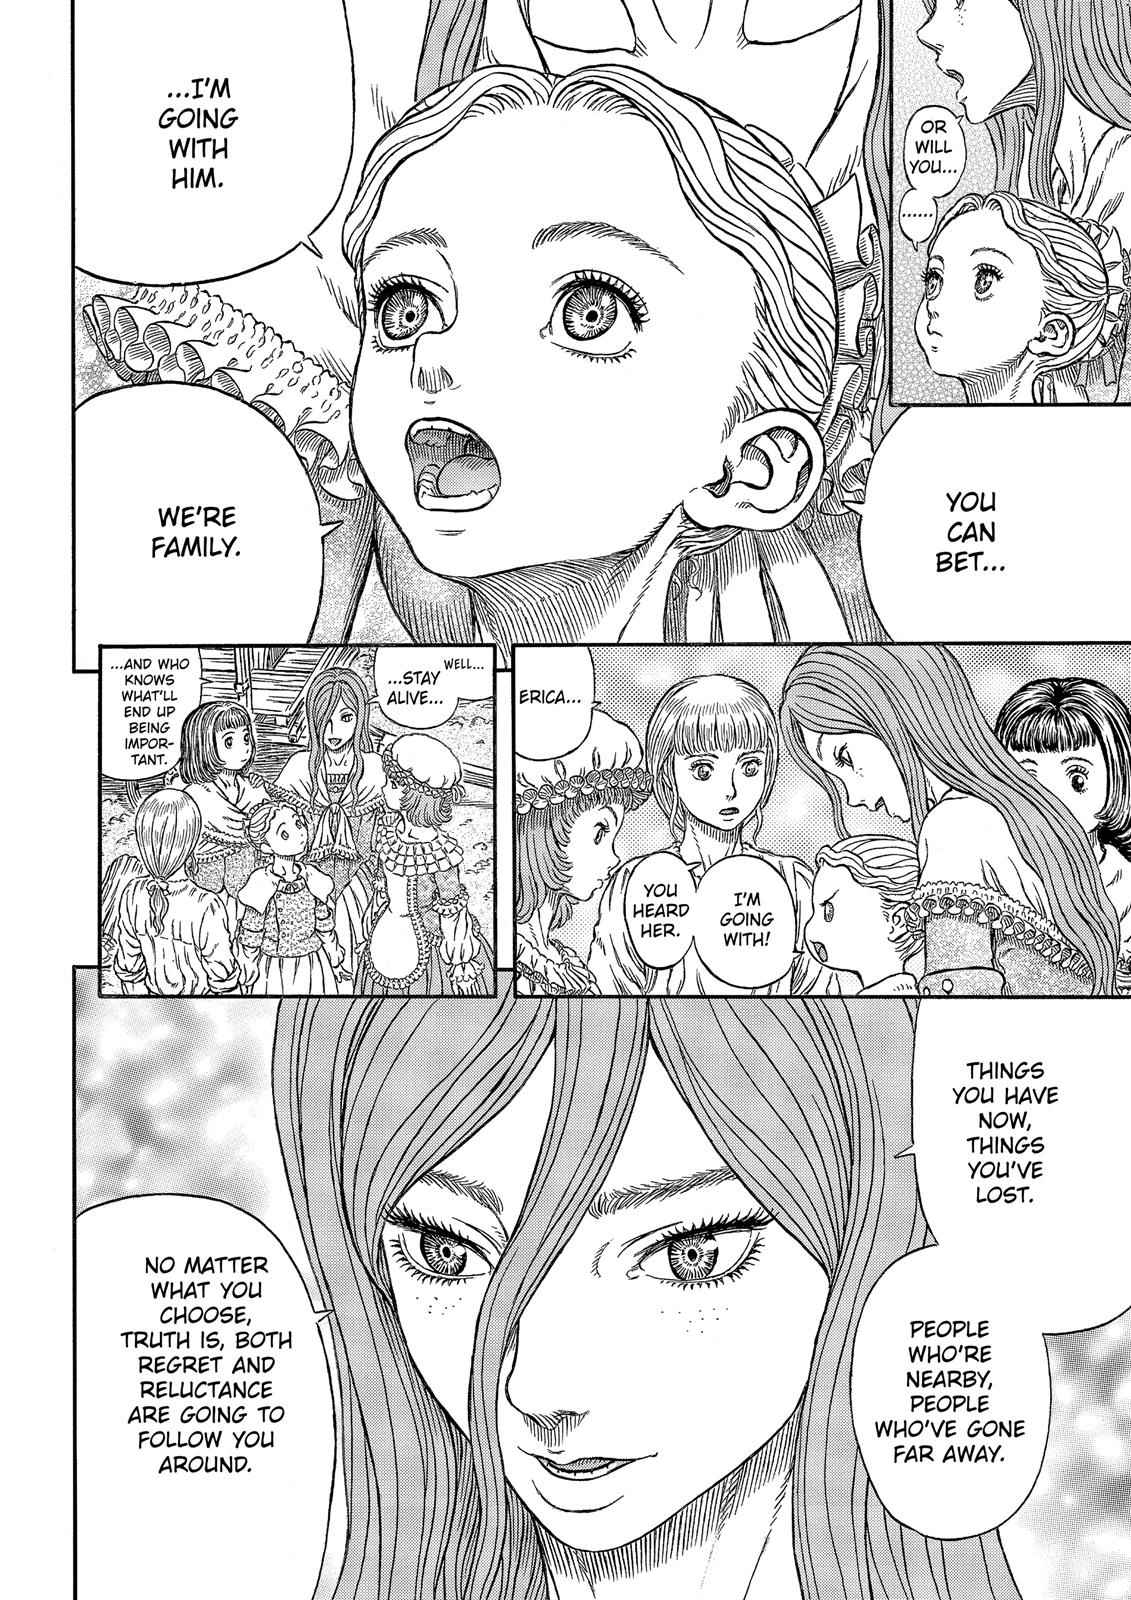 OR
WILL
YOU...
......
YOU
CAN
BET...
...I'M
GOING
WITH
HIM.
WE'RE
FAMILY.
ERICA...
I'M
GOING
WITH!
YOU
HEARD
HER.
WELL...
...STAY
ALIVE...
...AND WHO
KNOWS
WHAT'LL
END UP
BEING
IMPOR-
TANT.
THINGS
YOU HAVE
NOW,
THINGS
YOU'VE
LOST.
PEOPLE
WHO'RE
NEARBY,
PEOPLE
WHO'VE GONE
FAR AWAY.
NO MATTER
WHAT YOU
CHOOSE,
TRUTH IS, BOTH
REGRET AND
RELUCTANCE
ARE GOING TO
FOLLOW YOU
AROUND.